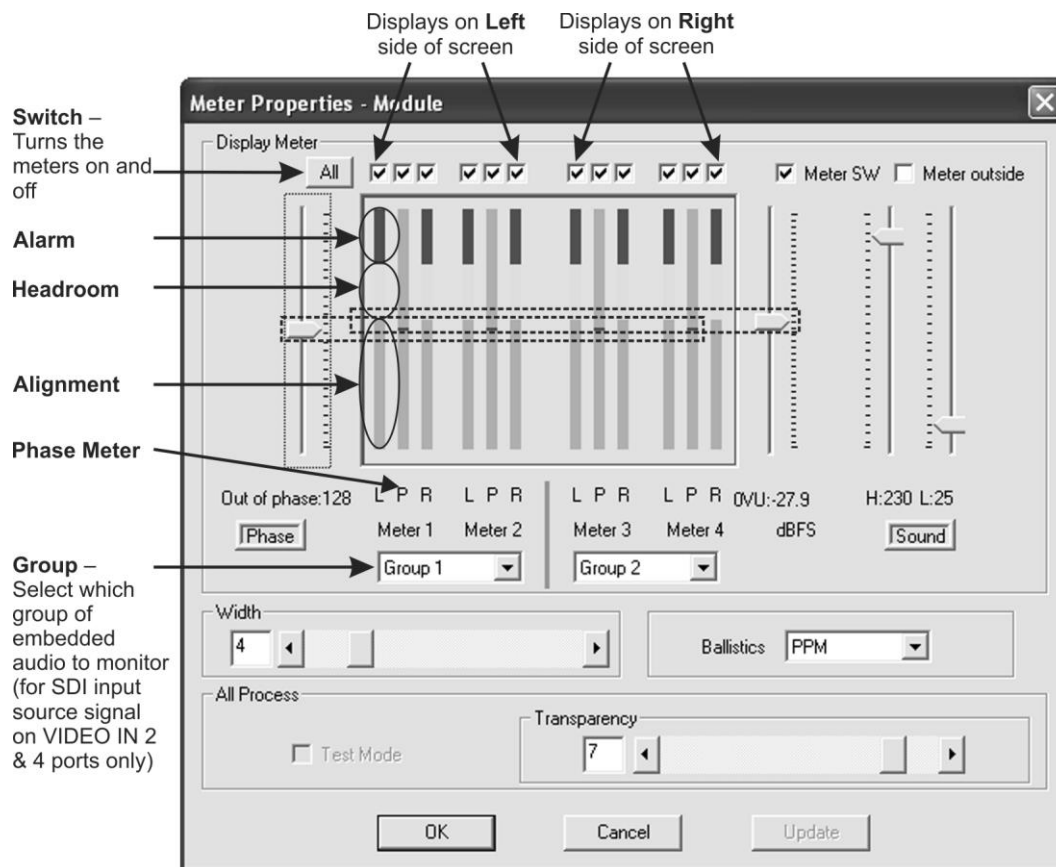 Displays on Left
side of screen
Displays on Right
side of screen
Meter Properties - Module
Switch –
Turns the
meters on and
off
Alarm
Headroom
Alignment
Phase Meter
Group –
Select which
group of
embedded
audio to monitor
(for SDI input
source signal
on VIDEO IN 2
& 4 ports only)
Display Meter
All
Meter SW
Meter outside
Out of phase:128
L P R
L P R
L P R
L P R
0VU:-27.9
H:230 L:25
Phase
Meter 1
Meter 2
Meter 3
Meter 4
dBFS
Sound
Group 1
Group 2
Width
4
Ballistics
PPM
All Process
Test Mode
Transparency
7
OK
Cancel
Update